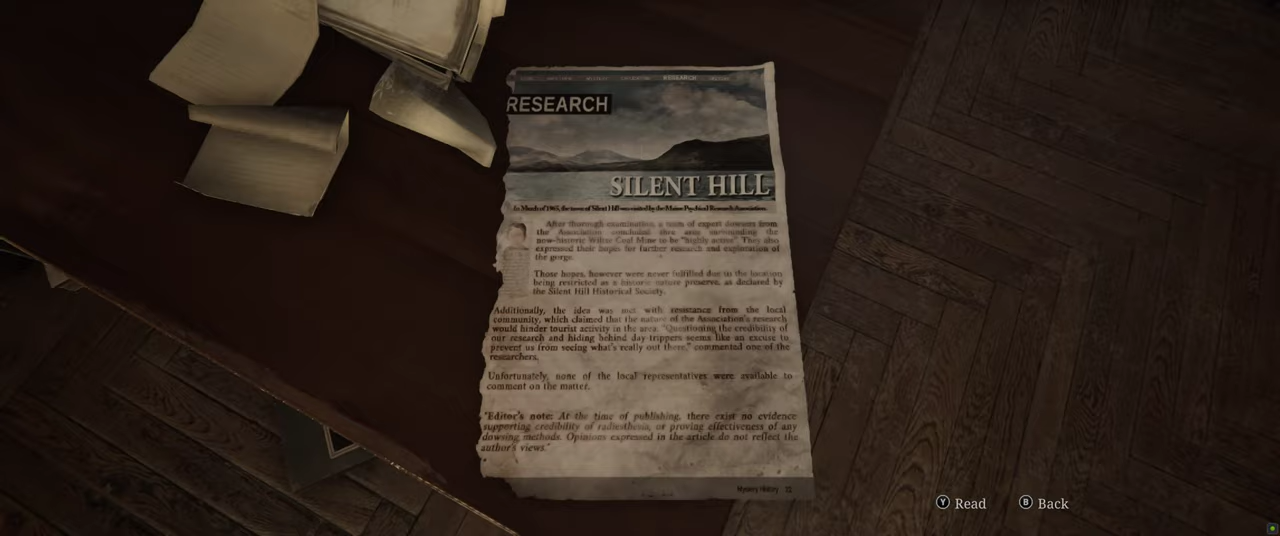 RESEARCH
RESEARCH
SILENT HILL
In March of 1965, the town of Silent Hill was visited by the Maine Psychical Research Association.
After thorough examination, a team of expert dowsers from
the Association concluded the area surrounding the
now-historic Wiltse Coal Mine to be "highly active". They also
expressed their hopes for further research and exploration of
the gorge.
Those hopes, however were never fulfilled due to the location
being restricted as a historic nature preserve, as declared by
the Silent Hill Historical Society.
Additionally, the idea was met with resistance from the local
community, which claimed that the nature of the Association's research
would hinder tourist activity in the area. "Questioning the credibility of
our research and hiding behind day-trippers seems like an excuse to
prevent us from seeing what's really out there," commented one of the
researchers.
Unfortunately, none of the local representatives were available to
comment on the matter.
"Editor's note: At the time of publishing, there exist no evidence
supporting credibility of radiesthesia, or proving effectiveness of any
dowsing methods. Opinions expressed in the article do not reflect the
author's views."
Mystery History
Y Read B Back